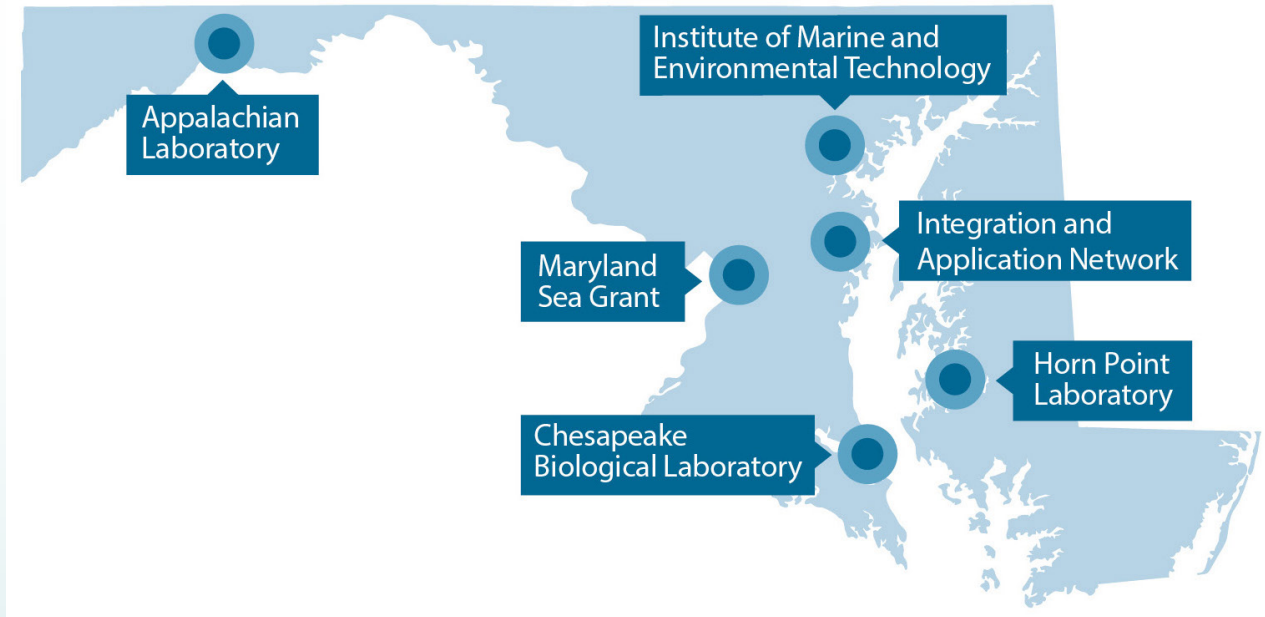 Institute of Marine and
Environmental Technology
Appalachian
Laboratory
Integration and
Application Network
Maryland
Sea Grant
Horn Point
Laboratory
Chesapeake
Biological Laboratory